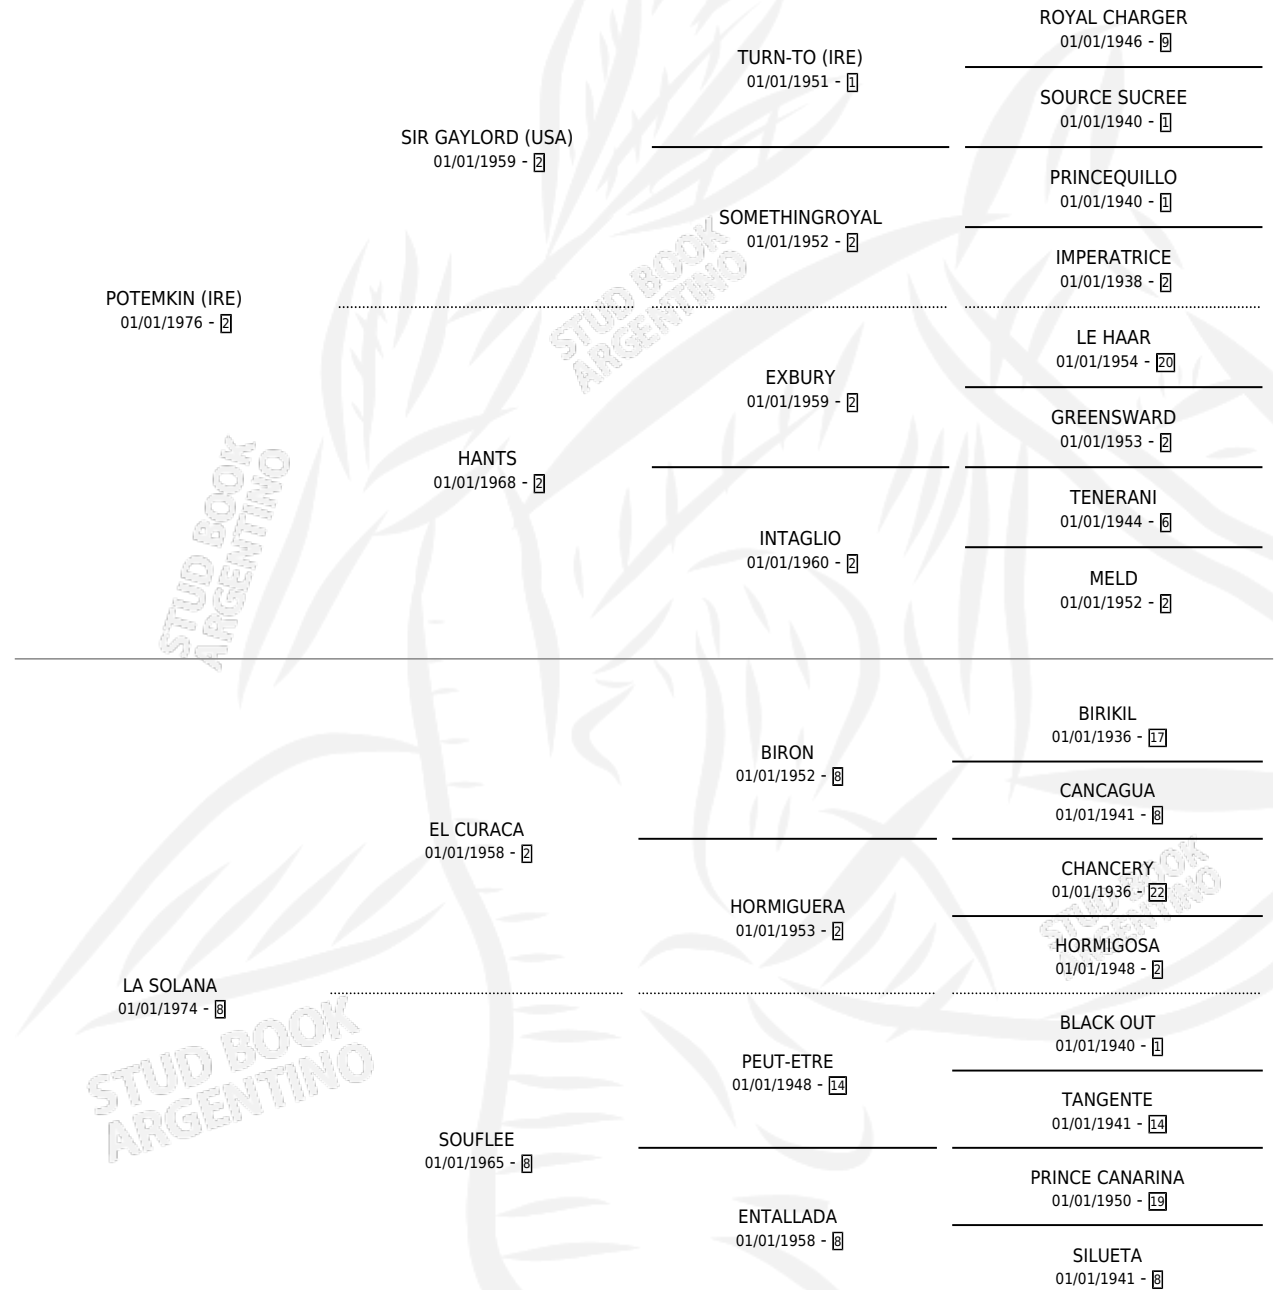 ROYAL CHARGER
01/01/1946 - 9
TURN-TO (IRE)
01/01/1951 - 1
SOURCE SUCREE
01/01/1940 - 1
SIR GAYLORD (USA)
01/01/1959 - 2
PRINCEQUILLO
01/01/1940 - 1
SOMETHINGROYAL
01/01/1952 - 2
IMPERATRICE
01/01/1938 - 2
POTEMKIN (IRE)
01/01/1976 - 2
STUD BOOK
ARGENTINO
LE HAAR
01/01/1954 - 20
EXBURY
01/01/1959 - 2
GREENSWARD
01/01/1953 - 2
HANTS
01/01/1968 - 2
TENERANI
01/01/1944 - 6
INTAGLIO
01/01/1960 - 2
MELD
01/01/1952 - 2
STUD BOOK
ARGENTINO
BIRIKIL
01/01/1936 - 17
BIRON
01/01/1952 - 8
CANCAGUA
01/01/1941 - 8
EL CURACA
01/01/1958 - 2
CHANCERY
01/01/1936 - 22
HORMIGUERA
01/01/1953 - 2
HORMIGOSA
01/01/1948 - 2
STUD BOOK
ARGENTINO
LA SOLANA
01/01/1974 - 8
BLACK OUT
01/01/1940 - 1
PEUT-ETRE
01/01/1948 - 14
TANGENTE
01/01/1941 - 14
STUD BOOK
ARGENTINO
SOUFLEE
01/01/1965 - 8
PRINCE CANARINA
01/01/1950 - 19
ENTALLADA
01/01/1958 - 8
SILUETA
01/01/1941 - 8